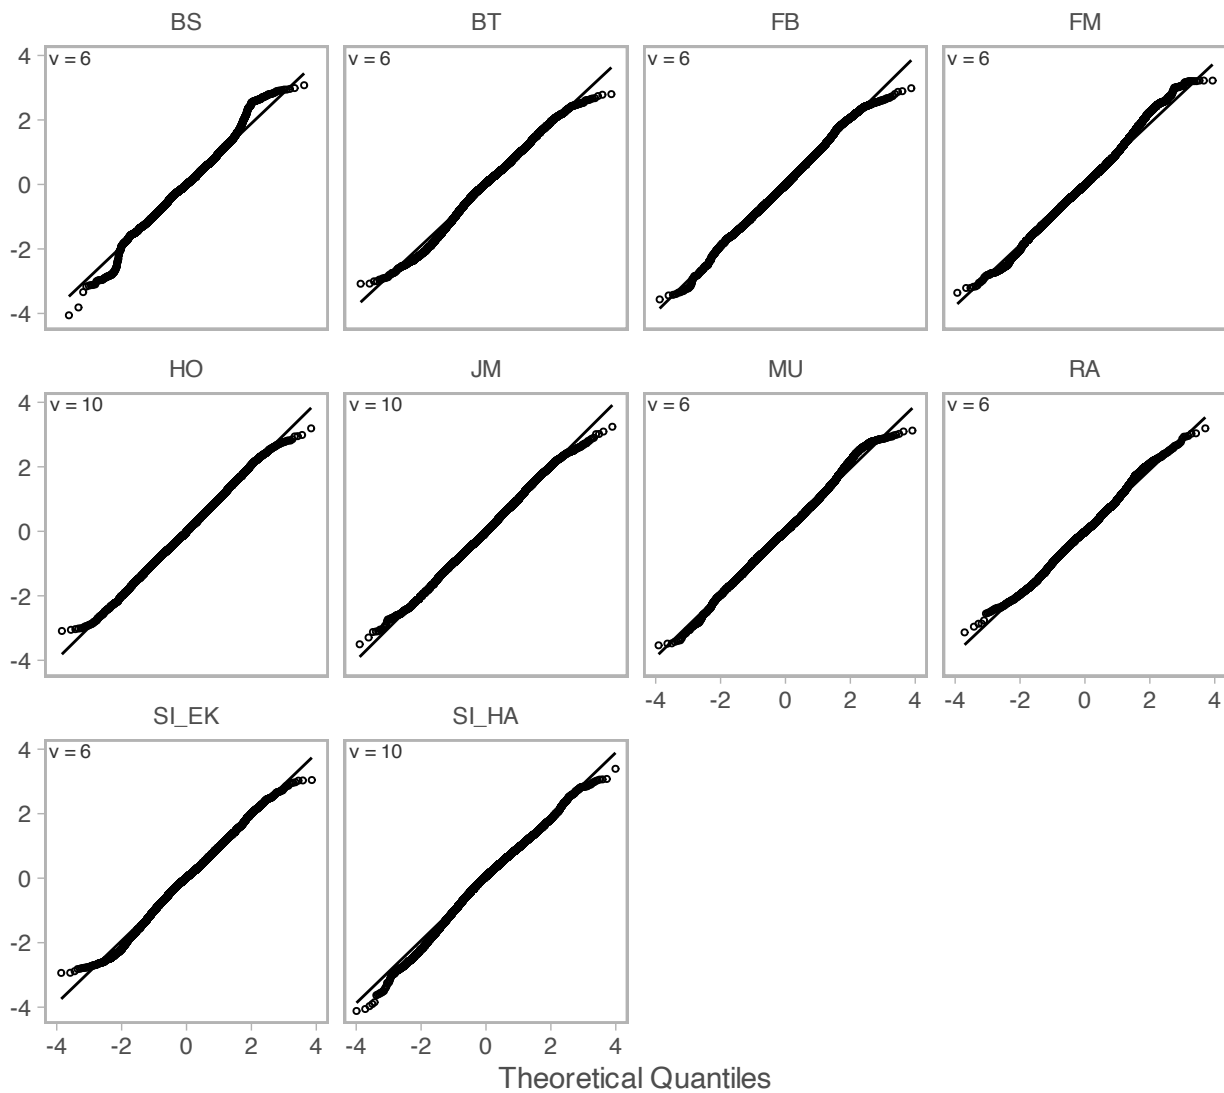 BS BT FB FM
4 v = 6 v = 6 v = 6 v = 6
2
0
-2
-4
HO JM MU RA
4 v = 10 v = 10 v = 6 v = 6
2
0
-2
-4
-4 -2 0 2 4 -4 -2 0 2 4
SI_EK SI_HA
4 v = 6 v = 10
2
0
-2
-4
-4 -2 0 2 4 -4 -2 0 2 4
Theoretical Quantiles